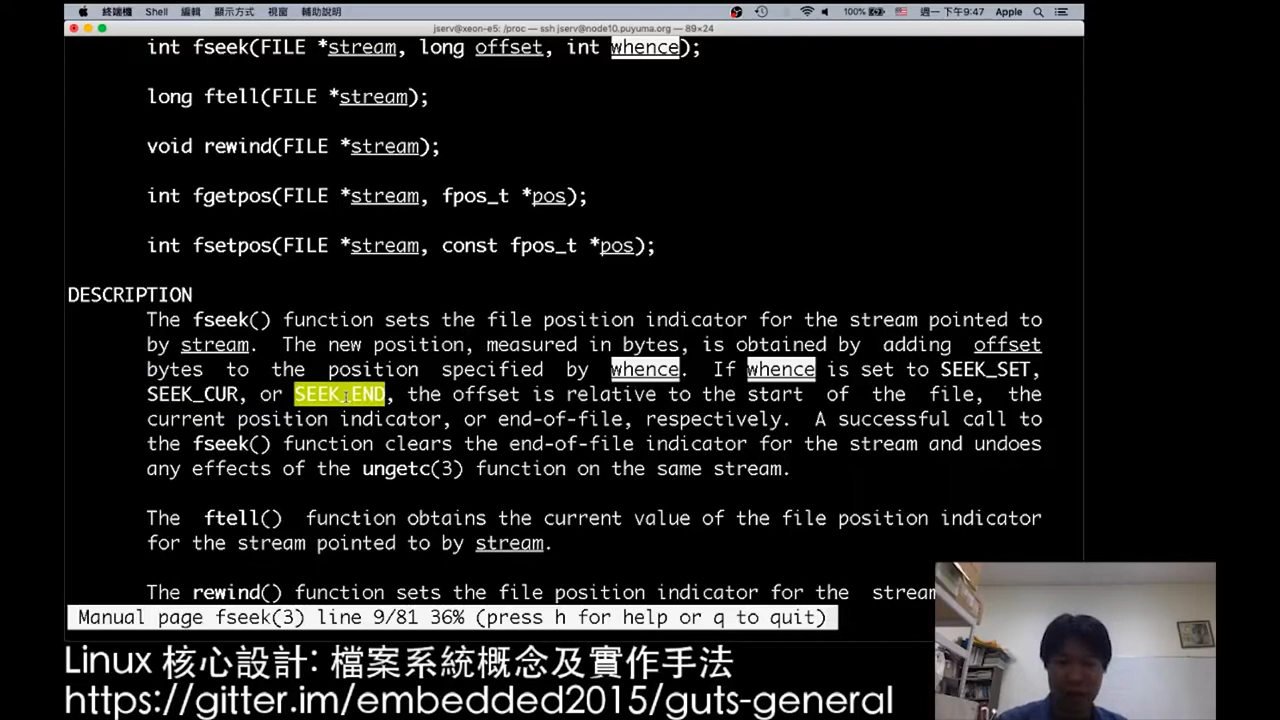 終端機 Shell 編輯 顯示方式 視窗 輔助說明 100% 週一 下午9:47 Apple
jserv@xeon-e5: /proc — ssh jserv@node10.puyuma.org — 89×24
int fseek(FILE *stream, long offset, int whence);
long ftell(FILE *stream);
void rewind(FILE *stream);
int fgetpos(FILE *stream, fpos_t *pos);
int fsetpos(FILE *stream, const fpos_t *pos);
DESCRIPTION
The fseek() function sets the file position indicator for the stream pointed to
by stream. The new position, measured in bytes, is obtained by adding offset
bytes to the position specified by whence. If whence is set to SEEK_SET,
SEEK_CUR, or SEEK_END, the offset is relative to the start of the file, the
current position indicator, or end-of-file, respectively. A successful call to
the fseek() function clears the end-of-file indicator for the stream and undoes
any effects of the ungetc(3) function on the same stream.
The ftell() function obtains the current value of the file position indicator
for the stream pointed to by stream.
The rewind() function sets the file position indicator for the stream
Manual page fseek(3) line 9/81 36% (press h for help or q to quit)
Linux 核心設計: 檔案系統概念及實作手法
https://gitter.im/embedded2015/guts-general